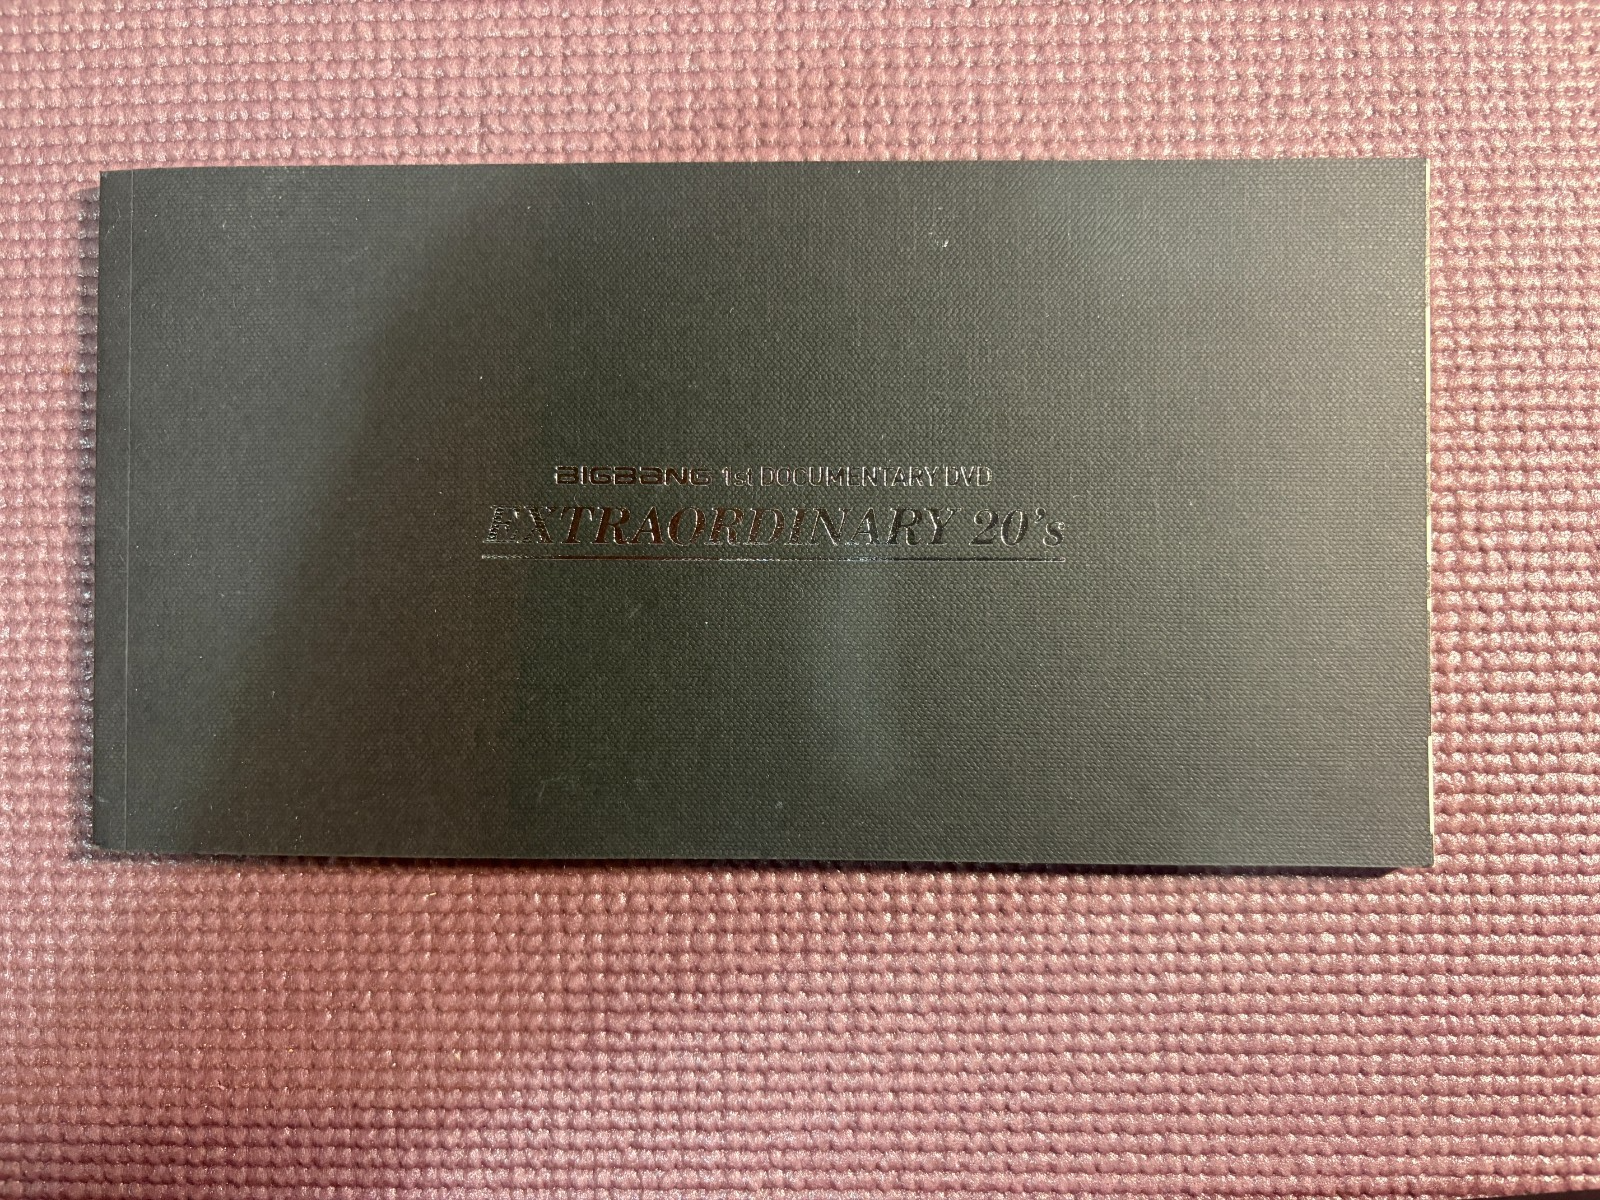 BIGBANG 1st DOCUMENTARY DVD
EXTRAORDINARY 20's